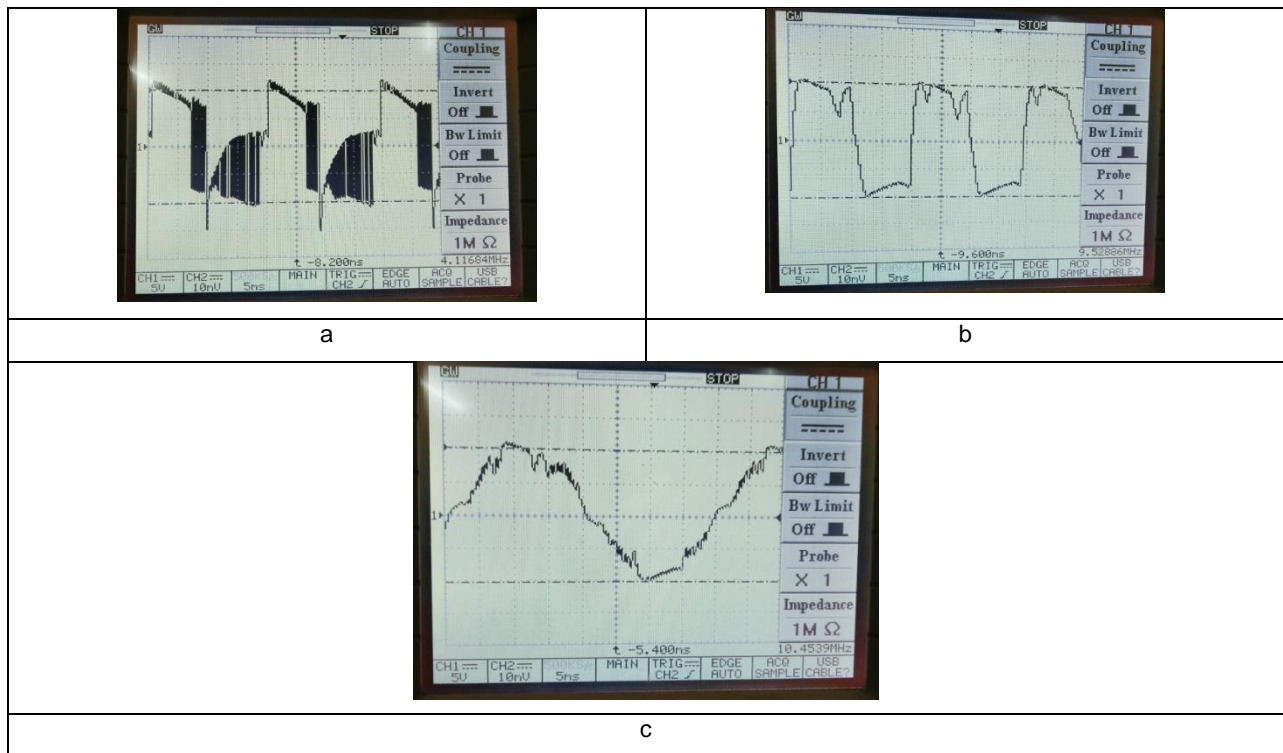 GW
STOP
CH 1
Coupling
Invert
Off
Bw Limit
Off
Probe
X 1
Impedance
1M Ω
1
-8.200ns
4.11684MHz
CH1 CH2 MAIN TRIG EDGE ACQ USB
5V 10mV 5ns CH2 AUTO SAMPLE CABLE?
GW
STOP
CH 1
Coupling
Invert
Off
Bw Limit
Off
Probe
X 1
Impedance
1M Ω
1
-9.600ns
9.52886MHz
CH1 CH2 500KS/s MAIN TRIG EDGE ACQ USB
5V 10mV 5ns CH2 AUTO SAMPLE CABLE?
a
b
GW
STOP
CH 1
Coupling
Invert
Off
Bw Limit
Off
Probe
X 1
Impedance
1M Ω
1
-5.400ns
10.4539MHz
CH1 CH2 500KS/s MAIN TRIG EDGE ACQ USB
5V 10mV 5ns CH2 AUTO SAMPLE CABLE?
c